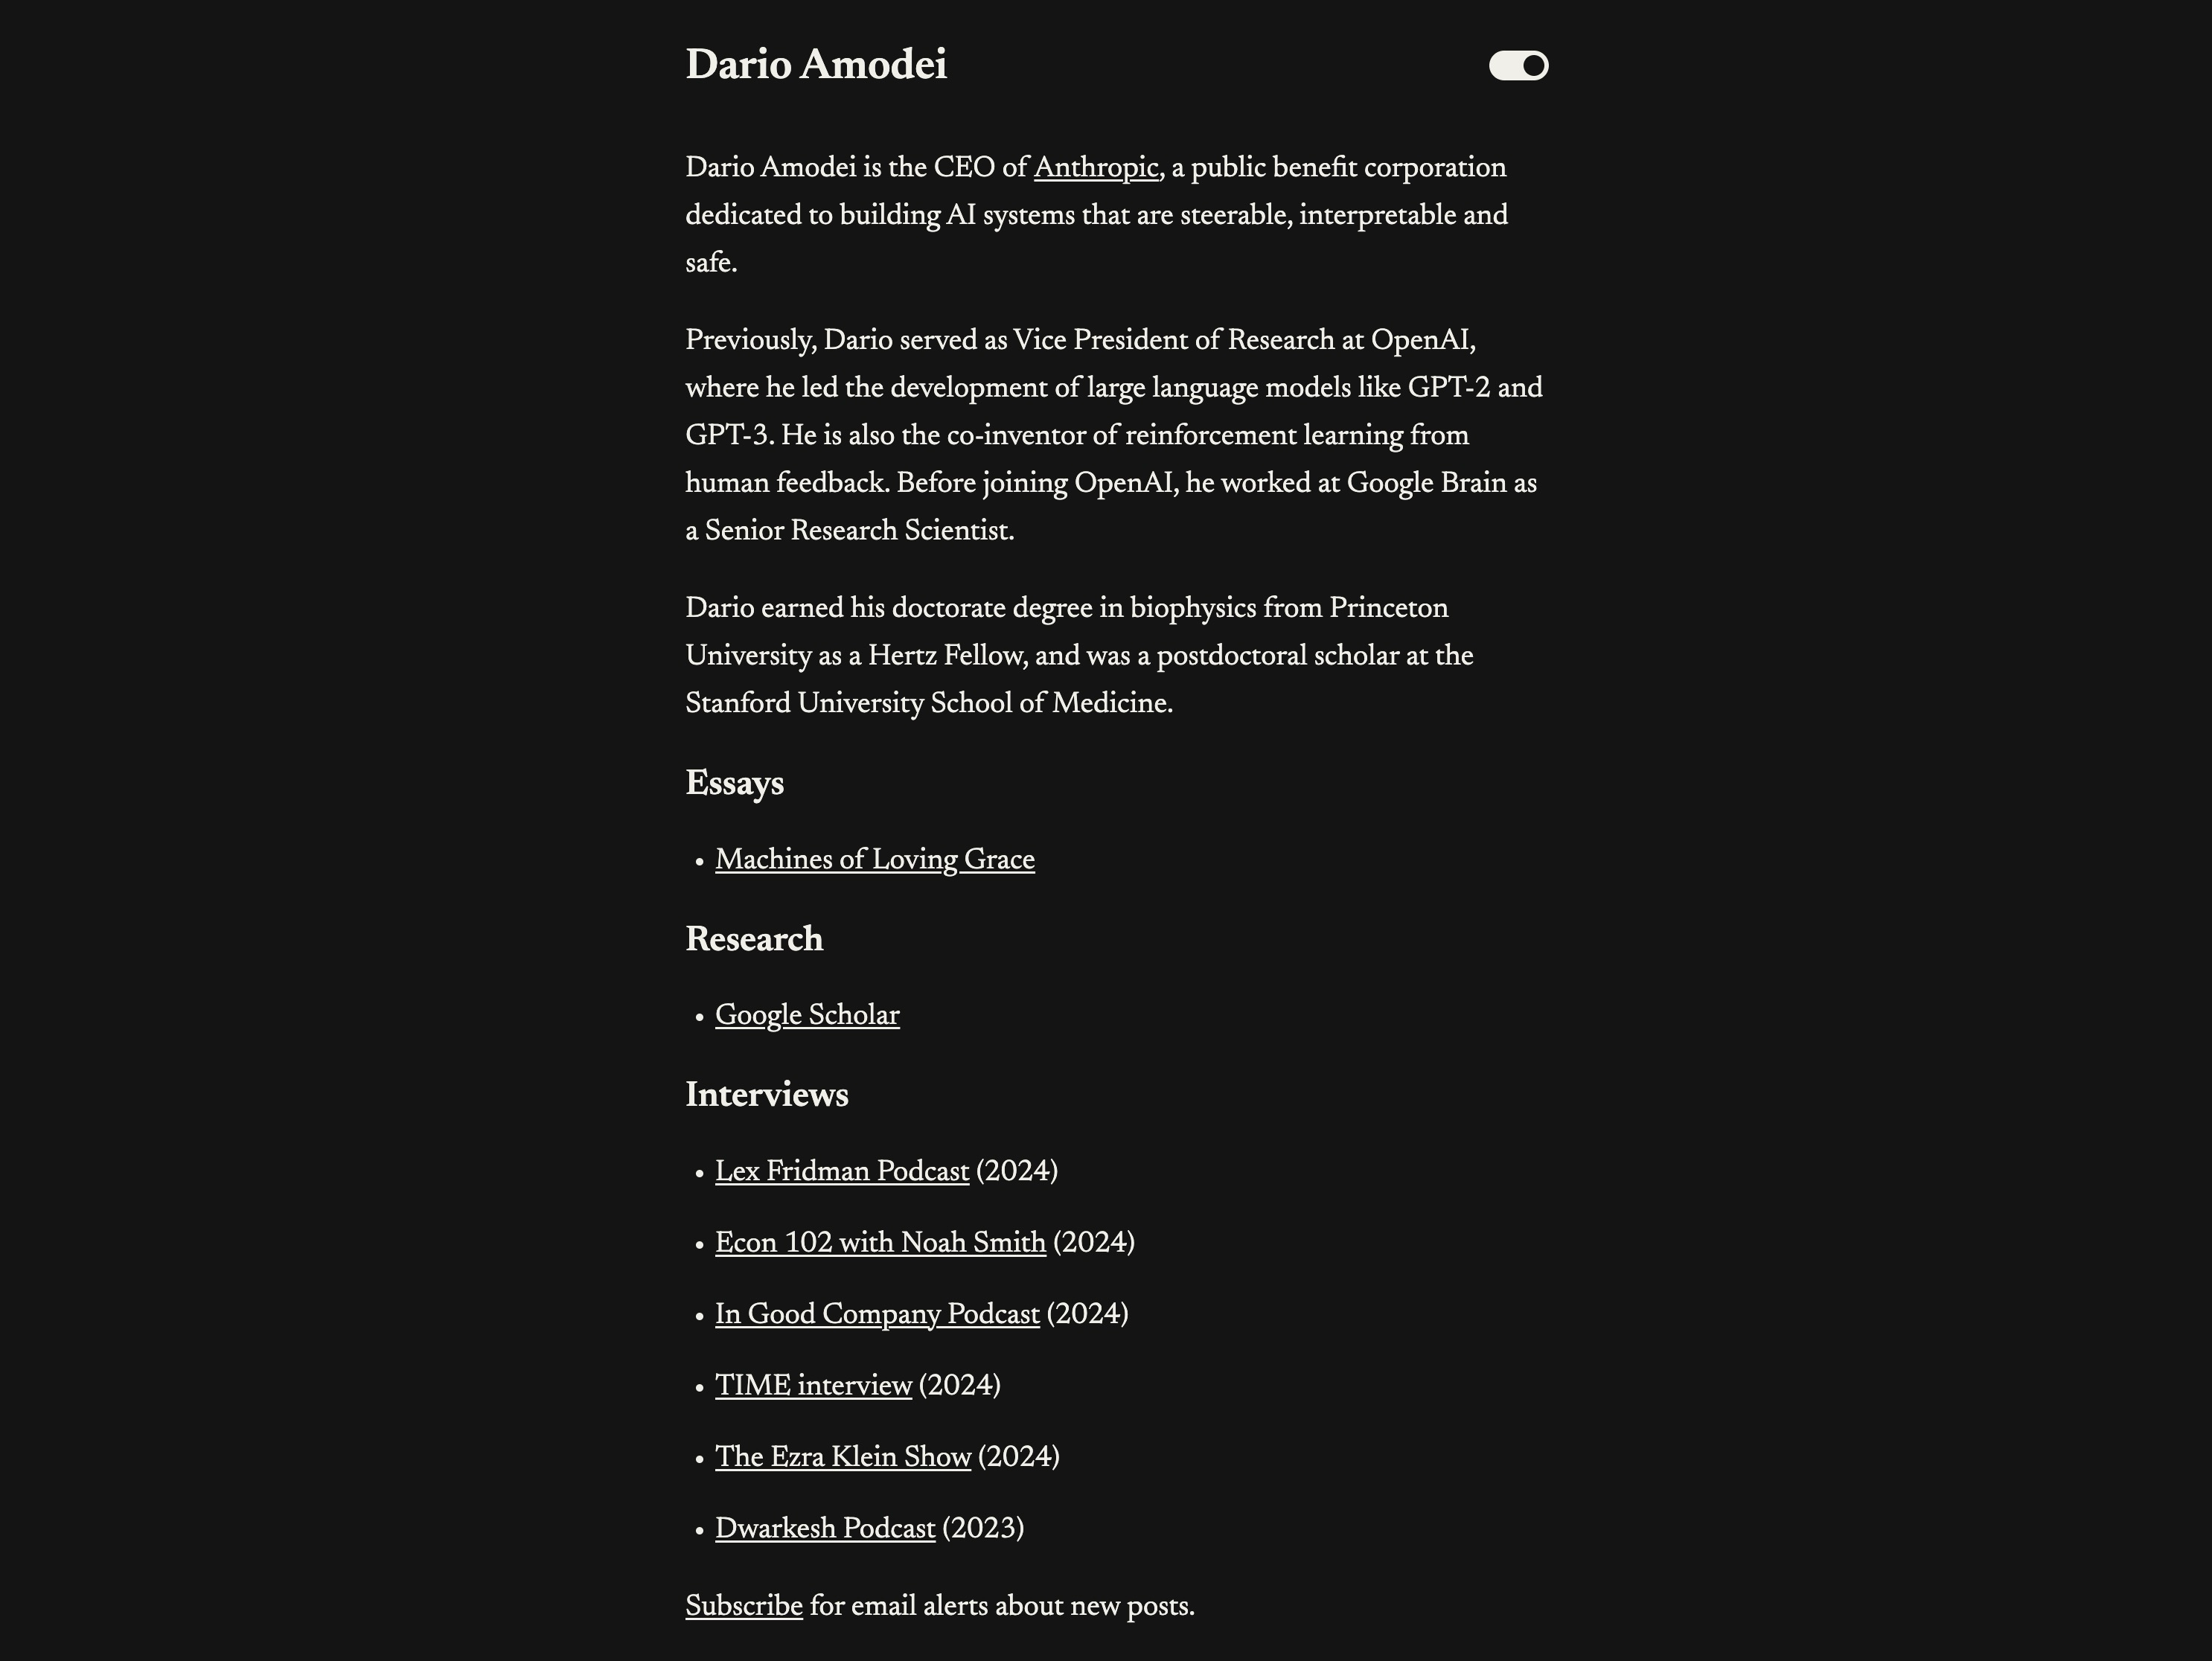 Dario Amodei
Dario Amodei is the CEO of Anthropic, a public benefit corporation
dedicated to building AI systems that are steerable, interpretable and
safe.
Previously, Dario served as Vice President of Research at OpenAI,
where he led the development of large language models like GPT-2 and
GPT-3. He is also the co-inventor of reinforcement learning from
human feedback. Before joining OpenAI, he worked at Google Brain as
a Senior Research Scientist.
Dario earned his doctorate degree in biophysics from Princeton
University as a Hertz Fellow, and was a postdoctoral scholar at the
Stanford University School of Medicine.
Essays
• Machines of Loving Grace
Research
• Google Scholar
Interviews
• Lex Fridman Podcast (2024)
• Econ 102 with Noah Smith (2024)
• In Good Company Podcast (2024)
• TIME interview (2024)
• The Ezra Klein Show (2024)
• Dwarkesh Podcast (2023)
Subscribe for email alerts about new posts.